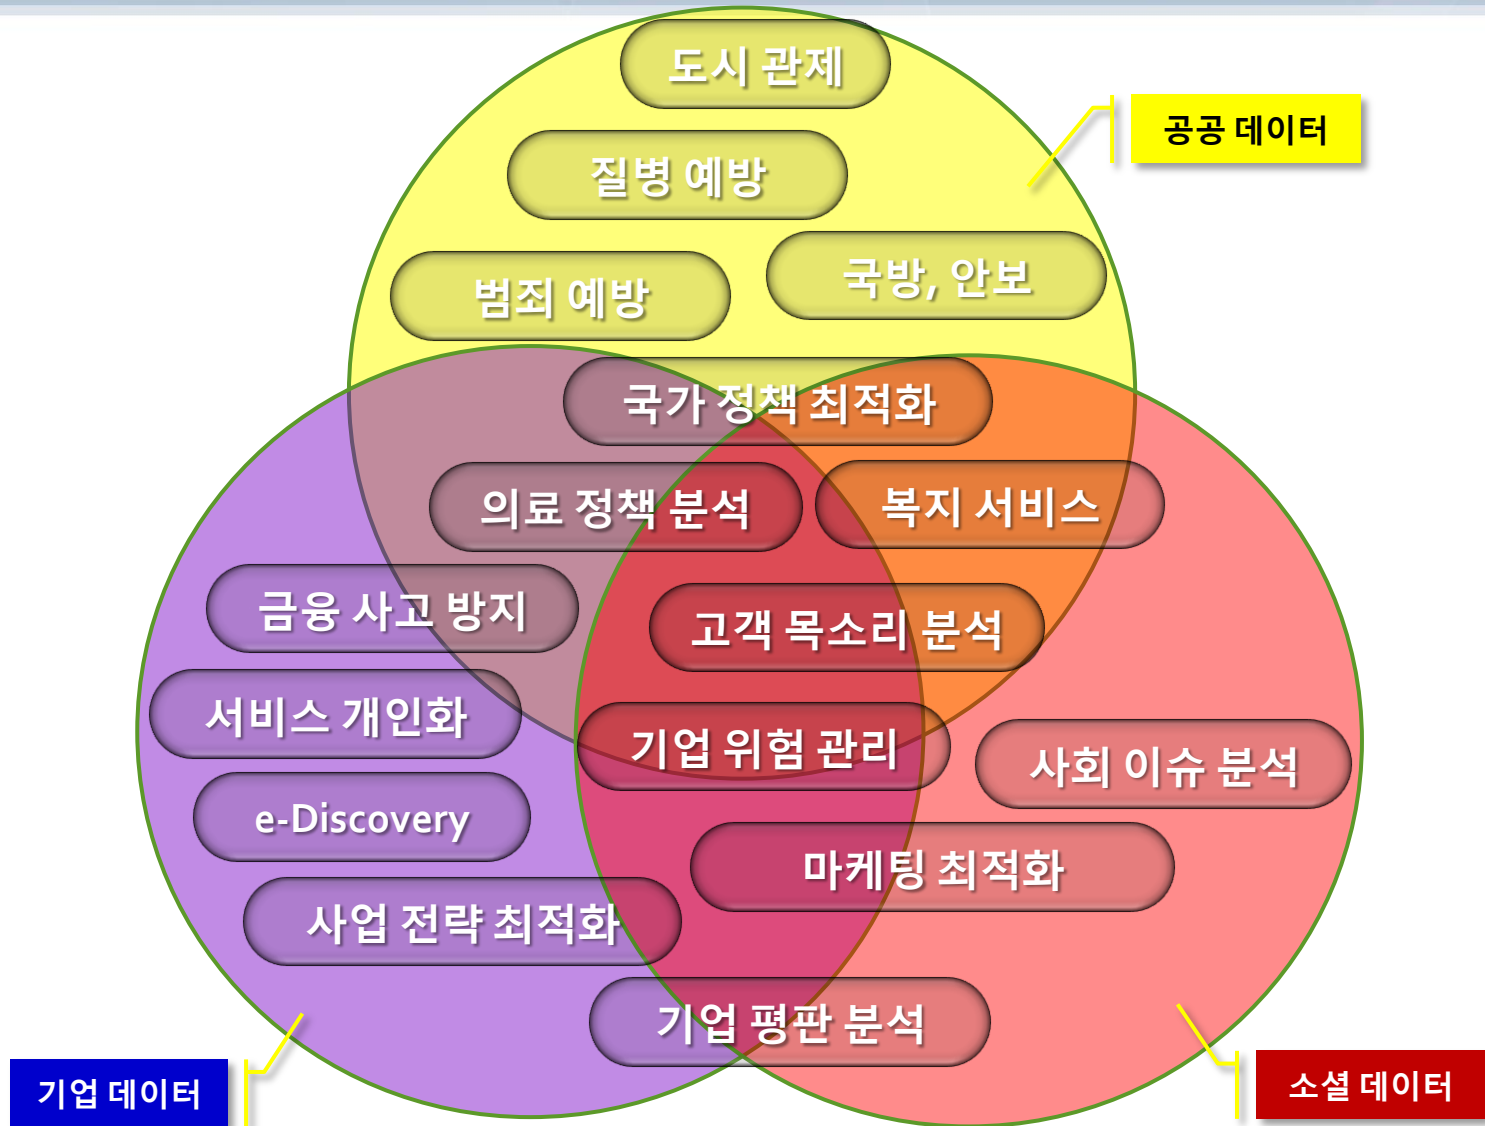 도시 관제
공공 데이터
질병 예방
국방, 안보
범죄 예방
국가 정책 최적화
의료 정책 분석
복지 서비스
금융 사고 방지
고객 목소리 분석
서비스 개인화
기업 위험 관리
사회 이슈 분석
e-Discovery
마케팅 최적화
사업 전략 최적화
기업 평판 분석
기업 데이터
소셜 데이터